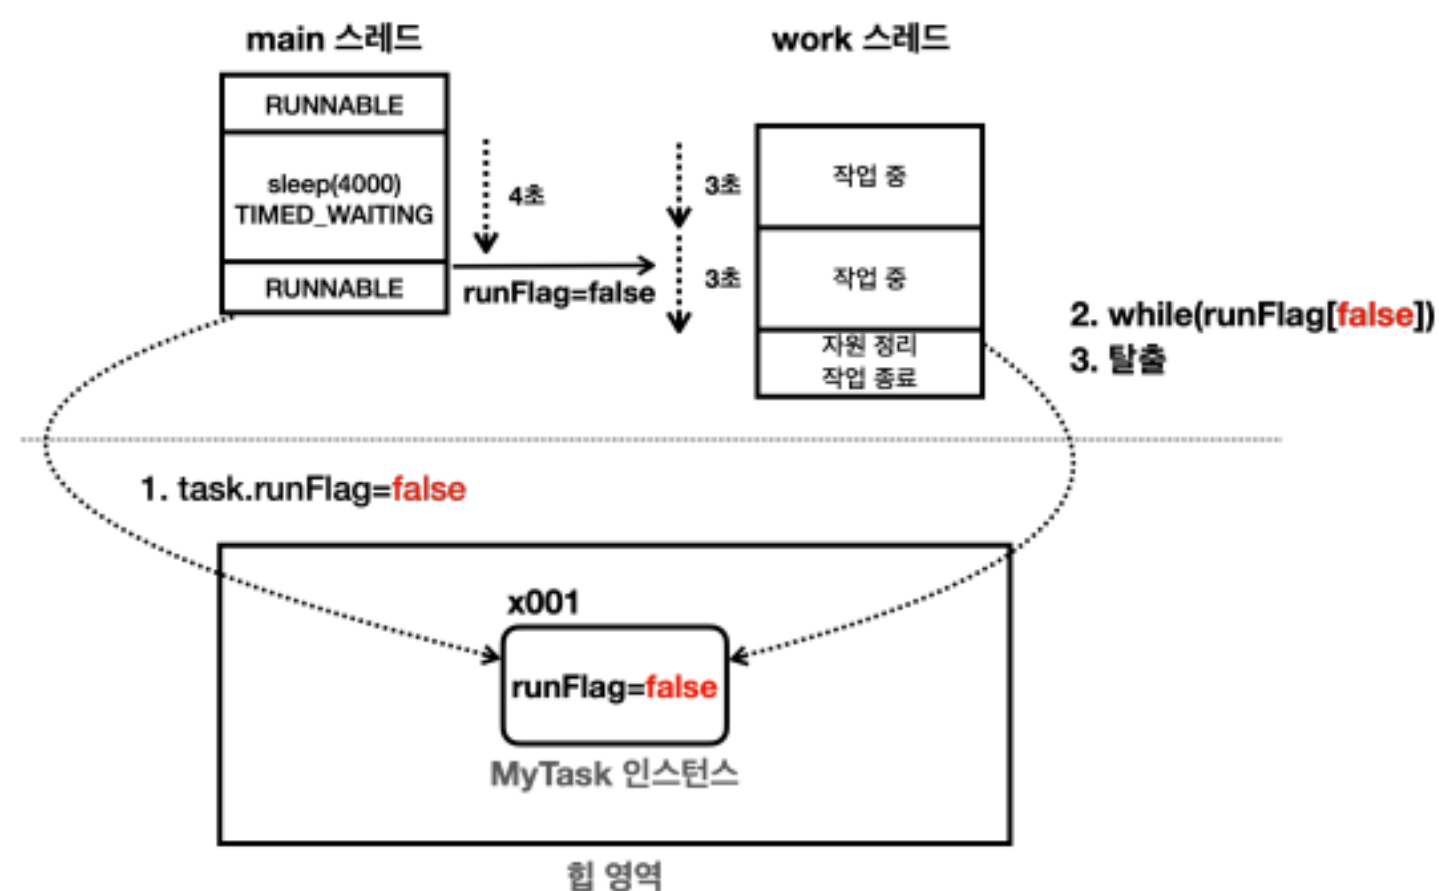 main 스레드
RUNNABLE
sleep(4000)
TIMED_WAITING
RUNNABLE
4초
runFlag=false
work 스레드
3초
3초
작업 중
작업 중
자원 정리
작업 종료
2. while(runFlag[false])
3. 탈출
1. task.runFlag=false
x001
runFlag=false
MyTask 인스턴스
힙 영역